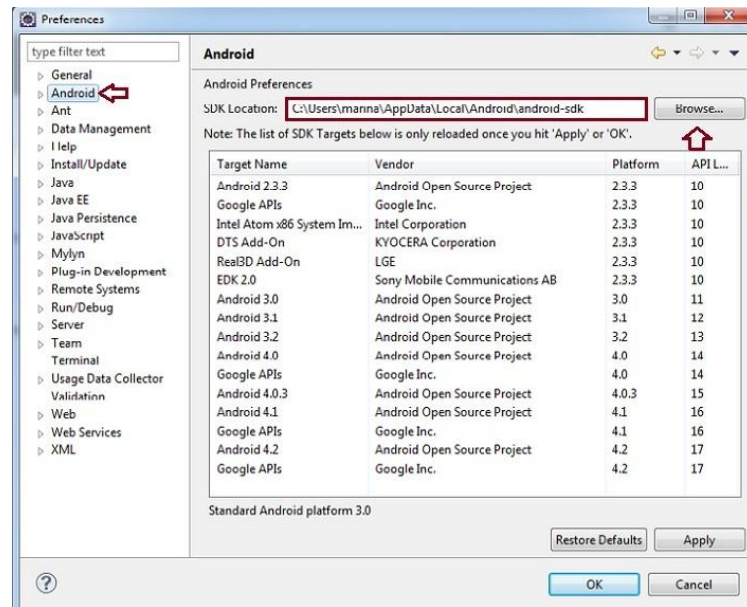 Preferences
type filter text
General
Android
Ant
Data Management
Help
Install/Update
Java
Java EE
Java Persistence
JavaScript
Mylyn
Plug-in Development
Remote Systems
Run/Debug
Server
Team
Terminal
Usage Data Collector
Validation
Web
Web Services
XML
Android
Android Preferences
SDK Location: C:\Users\marina\AppData\Local\Android\android-sdk Browse...
Note: The list of SDK Targets below is only reloaded once you hit 'Apply' or 'OK'.
Target Name Vendor Platform API L...
Android 2.3.3 Android Open Source Project 2.3.3 10
Google APIs Google Inc. 2.3.3 10
Intel Atom x86 System Im... Intel Corporation 2.3.3 10
DTS Add-On KYOCERA Corporation 2.3.3 10
Real3D Add-On LGE 2.3.3 10
EDK 2.0 Sony Mobile Communications AB 2.3.3 10
Android 3.0 Android Open Source Project 3.0 11
Android 3.1 Android Open Source Project 3.1 12
Android 3.2 Android Open Source Project 3.2 13
Android 4.0 Android Open Source Project 4.0 14
Google APIs Google Inc. 4.0 14
Android 4.0.3 Android Open Source Project 4.0.3 15
Android 4.1 Android Open Source Project 4.1 16
Google APIs Google Inc. 4.1 16
Android 4.2 Android Open Source Project 4.2 17
Google APIs Google Inc. 4.2 17
Standard Android platform 3.0
Restore Defaults Apply
? OK Cancel